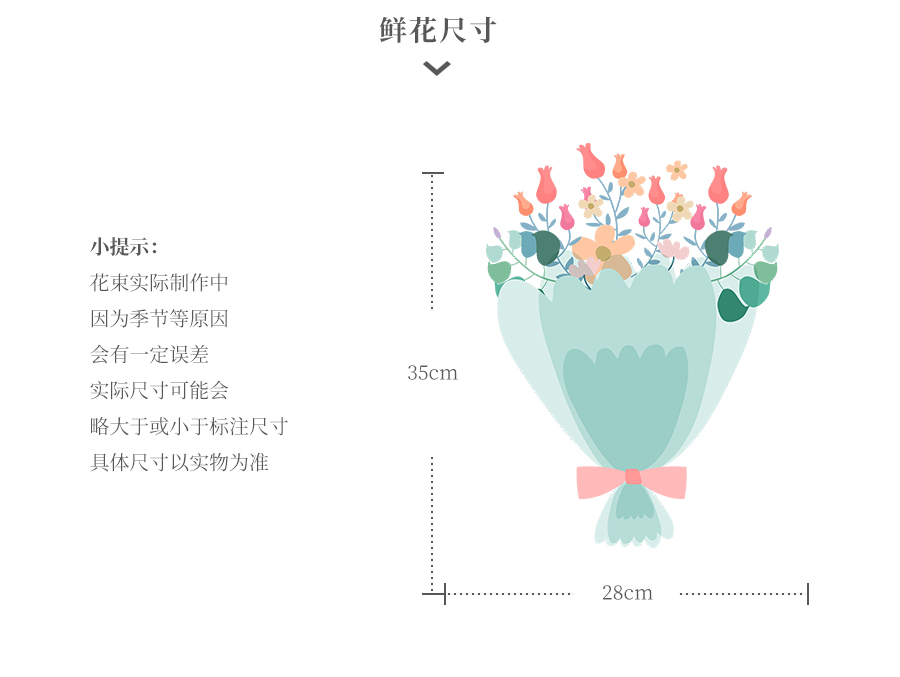 鲜花尺寸
小提示：
花束实际制作中
因为季节等原因
会有一定误差
实际尺寸可能会
略大于或小于标注尺寸
具体尺寸以实物为准
35cm
28cm